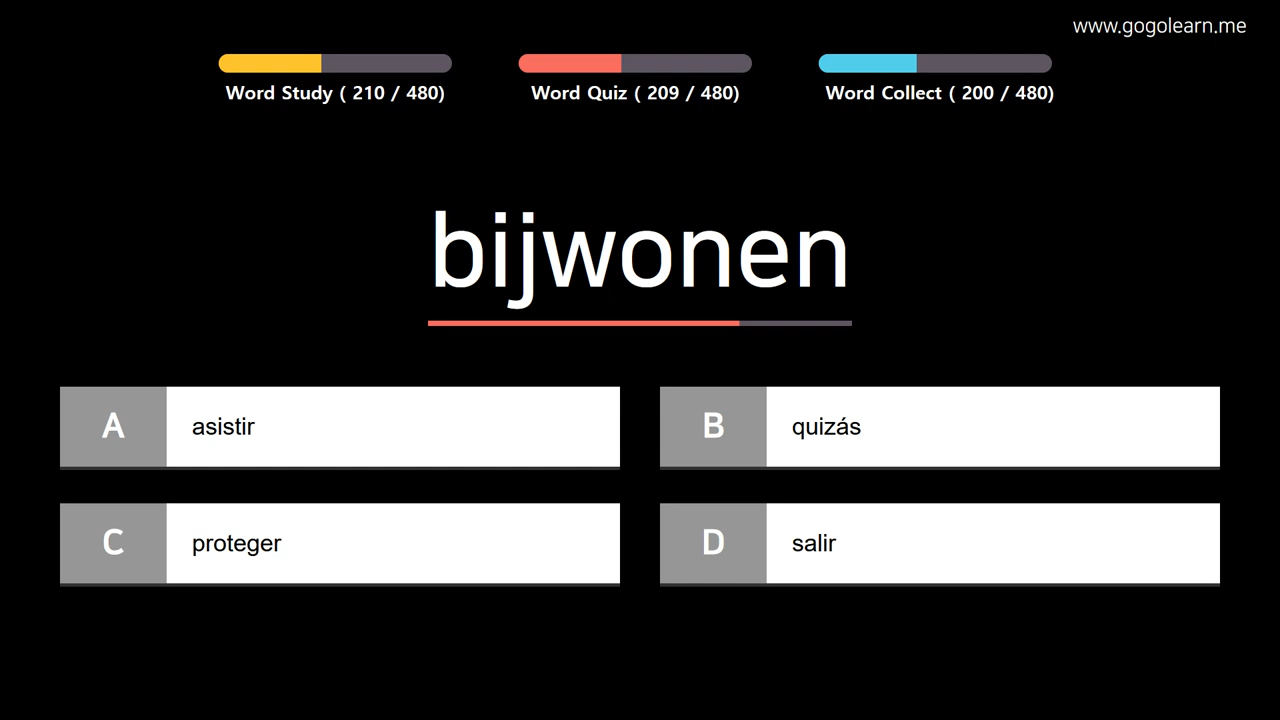 www.gogolearn.me
Word Study ( 210 / 480)
Word Quiz ( 209 / 480)
Word Collect ( 200 / 480)
bijwonen
A
asistir
B
quizás
C
proteger
D
salir